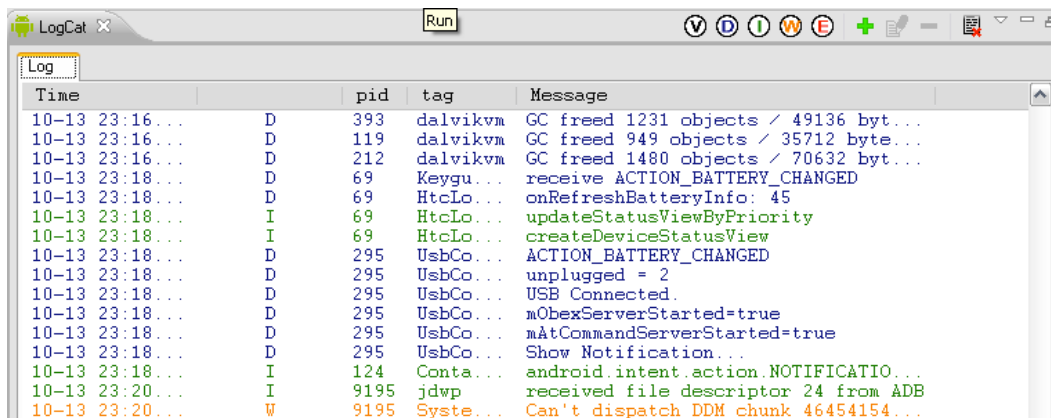 LogCat
Run
V D I W E
Log
Time pid tag Message
10-13 23:16... D 393 dalvikvm GC freed 1231 objects / 49136 byt...
10-13 23:16... D 119 dalvikvm GC freed 949 objects / 35712 byte...
10-13 23:16... D 212 dalvikvm GC freed 1480 objects / 70632 byt...
10-13 23:18... D 69 Keygu... receive ACTION_BATTERY_CHANGED
10-13 23:18... D 69 HtcLo... onRefreshBatteryInfo: 45
10-13 23:18... I 69 HtcLo... updateStatusViewByPriority
10-13 23:18... I 69 HtcLo... createDeviceStatusView
10-13 23:18... D 295 UsbCo... ACTION_BATTERY_CHANGED
10-13 23:18... D 295 UsbCo... unplugged = 2
10-13 23:18... D 295 UsbCo... USB Connected.
10-13 23:18... D 295 UsbCo... mObexServerStarted=true
10-13 23:18... D 295 UsbCo... mAtCommandServerStarted=true
10-13 23:18... D 295 UsbCo... Show Notification...
10-13 23:18... I 124 Conta... android.intent.action.NOTIFICATIO...
10-13 23:20... I 9195 jdwp received file descriptor 24 from ADB
10-13 23:20... W 9195 Syste... Can't dispatch DDM chunk 46454154...